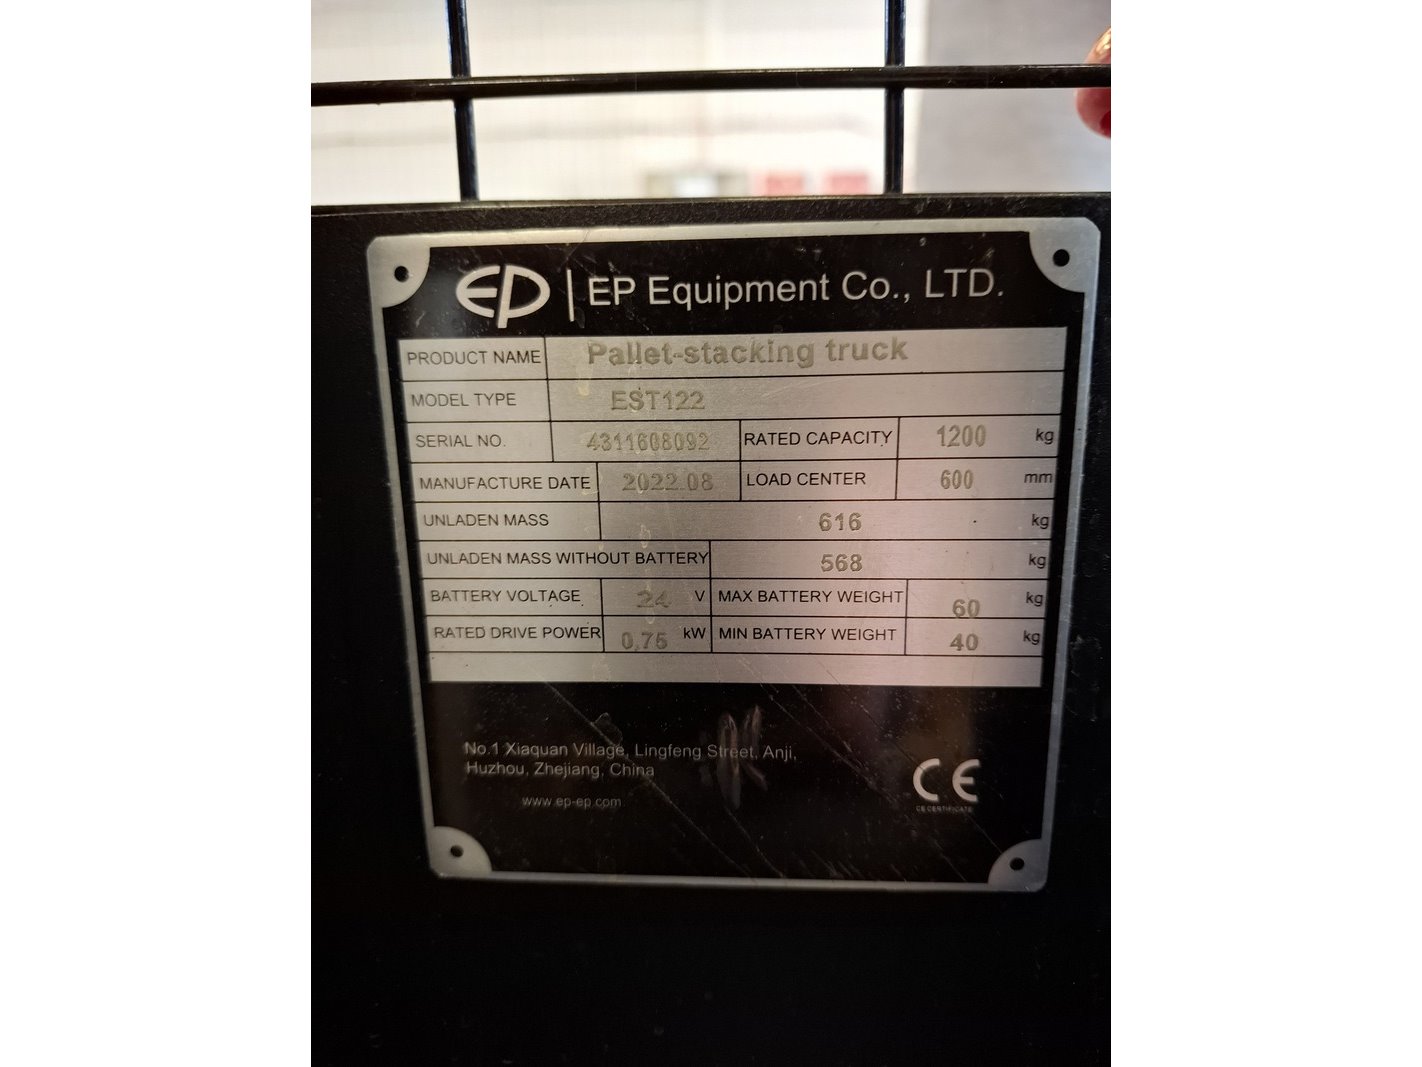 EP | EP Equipment Co., LTD.
PRODUCT NAME Pallet-stacking truck
MODEL TYPE EST122
SERIAL NO. 4311608092 RATED CAPACITY 1200 kg
MANUFACTURE DATE 2022.08 LOAD CENTER 600 mm
UNLADEN MASS 616 kg
UNLADEN MASS WITHOUT BATTERY 568 kg
BATTERY VOLTAGE 24 V MAX BATTERY WEIGHT 60 kg
RATED DRIVE POWER 0.75 kW MIN BATTERY WEIGHT 40 kg
No.1 Xiaquan Village, Lingfeng Street, Anji,
Huzhou, Zhejiang, China
www.ep-ep.com
CE
CE CERTIFICATE